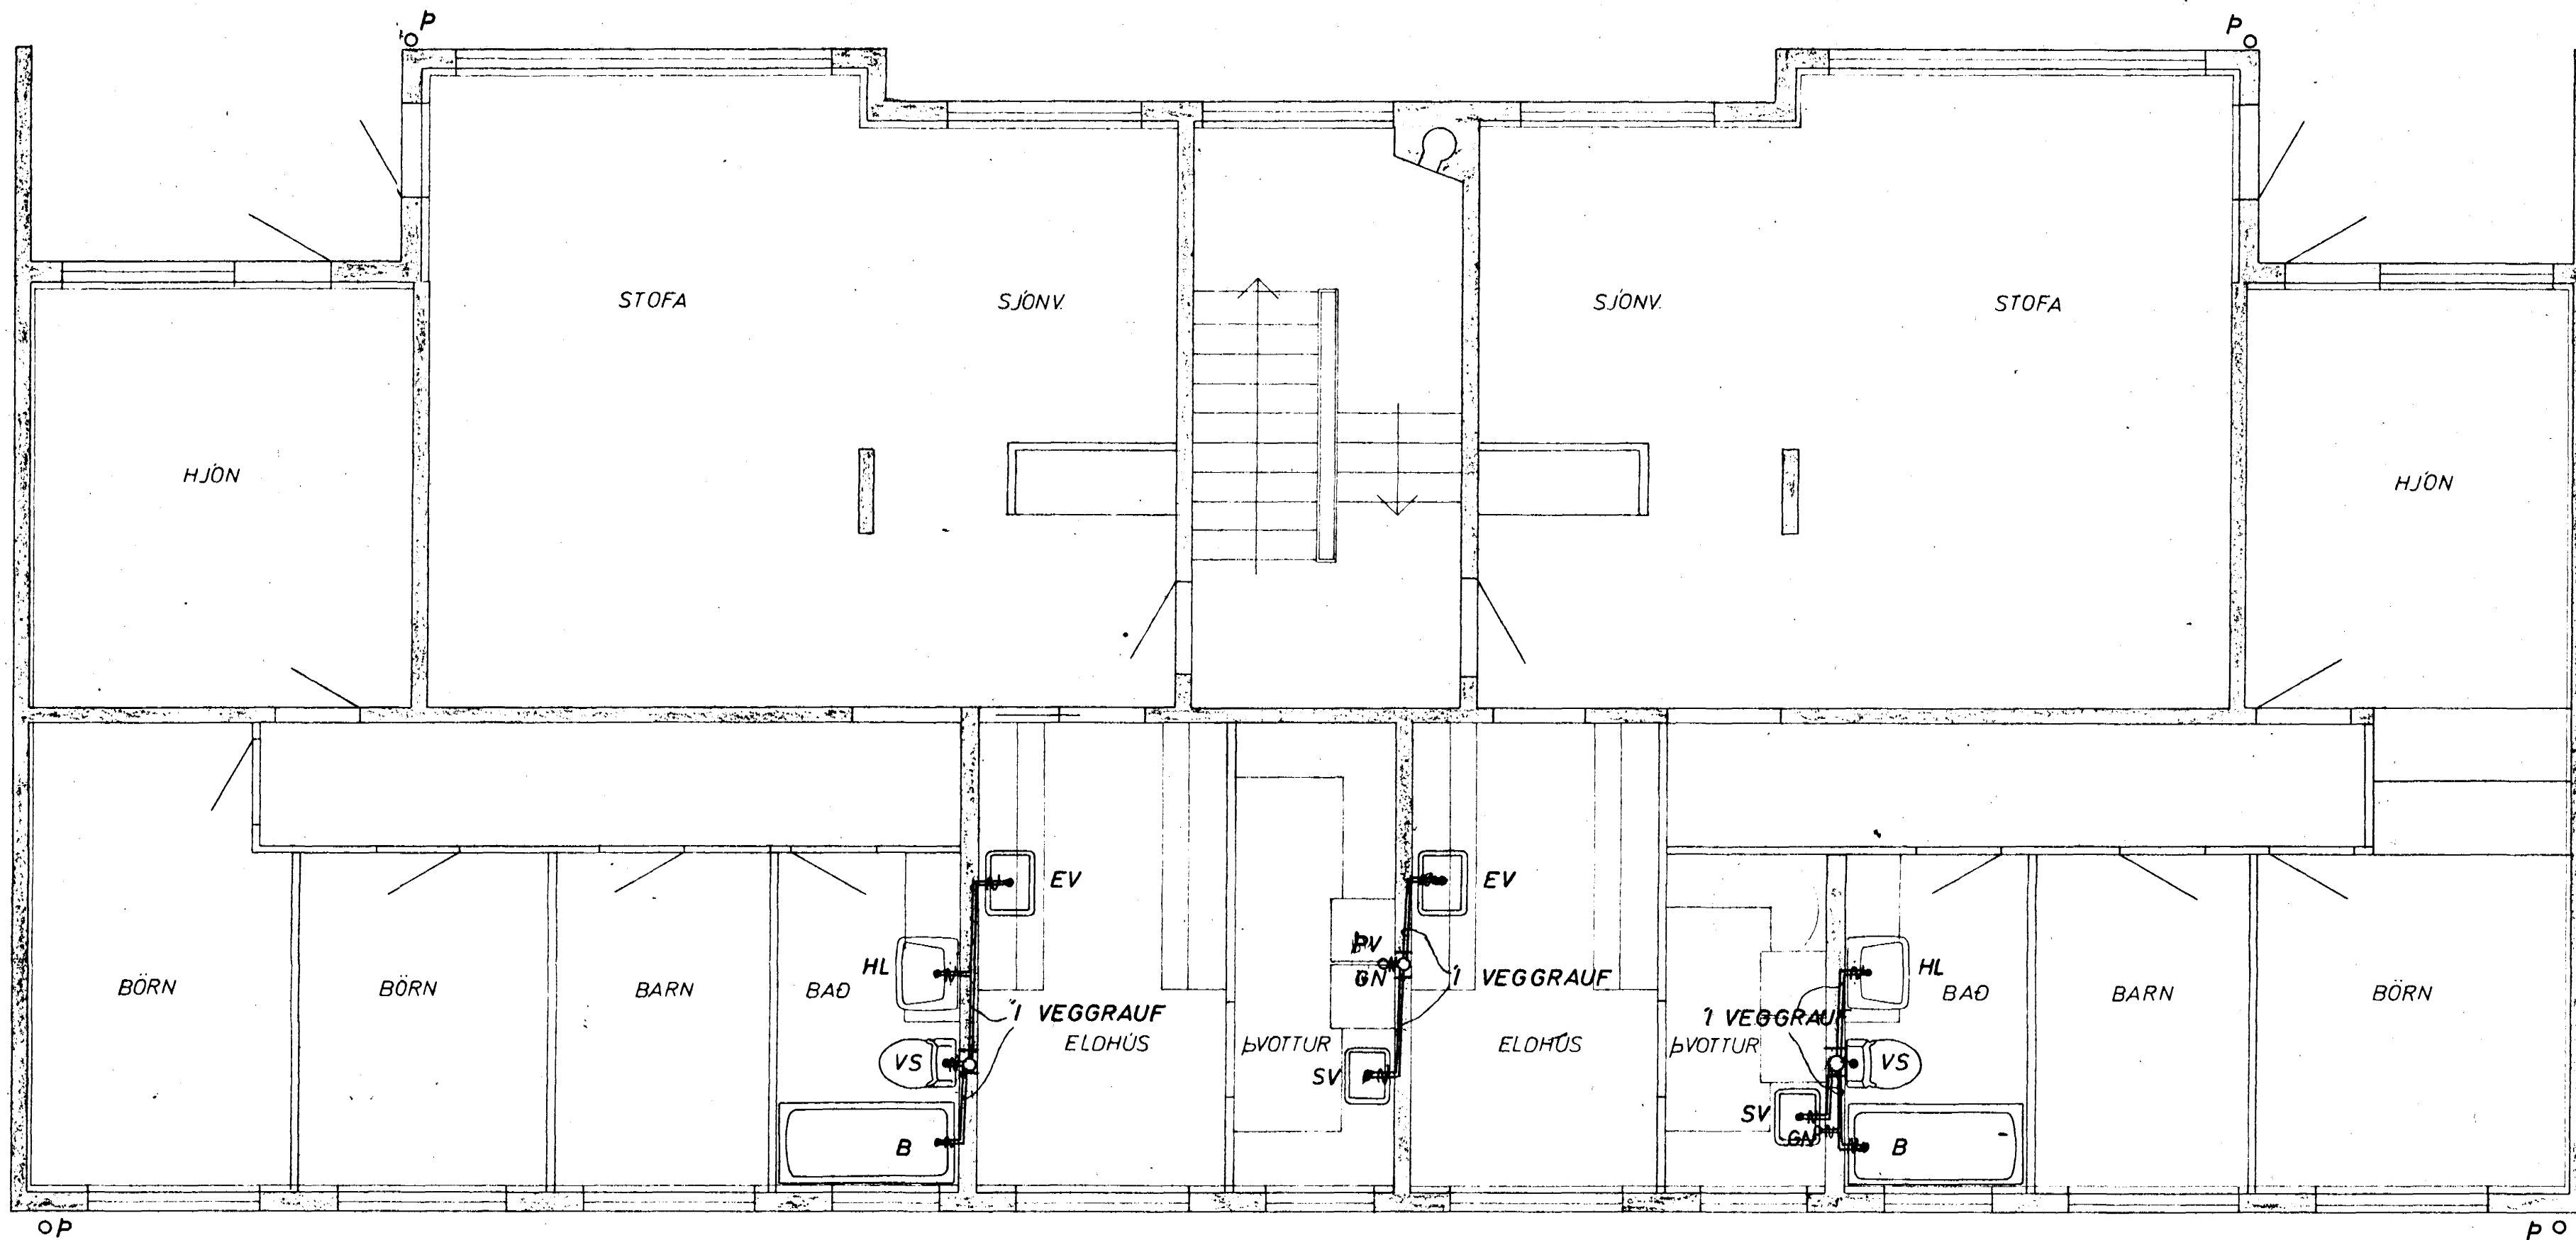 Þ
Þ
STOFA
SJÓNV.
SJÓNV.
STOFA
HJÓN
HJÓN
EV
EV
HL
ÞV
GN
Í VEGGRAUF
HL
BÖRN
BÖRN
BARN
BAÐ
BAÐ
BARN
BÖRN
Í VEGGRAUF
Í VEGGRAUF
ELDHÚS
ÞVOTTUR
ELDHÚS
ÞVOTTUR
VS
VS
SV
SV
GN
B
B
Þ
Þ